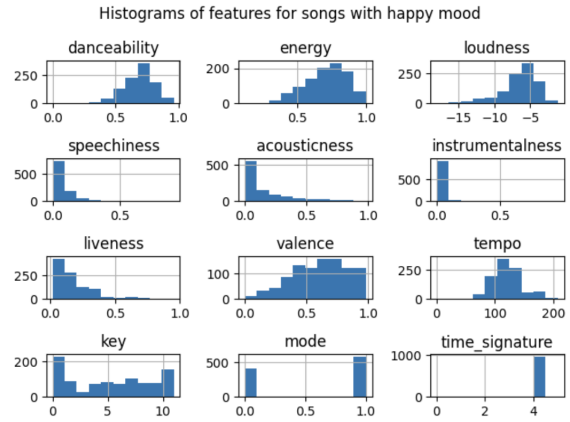 Histograms of features for songs with happy mood
danceability energy loudness
250 200 250
0 0 0
0.0 0.5 1.0 0.5 1.0 −15 −10 −5
speechiness acousticness instrumentalness
500 500 500
0 0 0
0.0 0.5 0.0 0.5 1.0 0.0 0.5
liveness valence tempo
250 100 250
0 0 0
0.0 0.5 1.0 0.0 0.5 1.0 0 100 200
key mode time_signature
200 500 1000
0 0 0
0 5 10 0.0 0.5 1.0 0 2 4